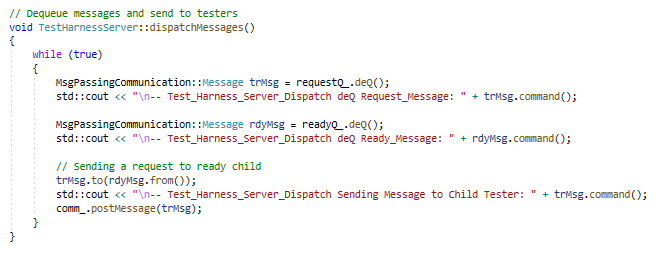 // Dequeue messages and send to testers
void TestHarnessServer::dispatchMessages()
{
    while (true)
    {
        MsgPassingCommunication::Message trMsg = requestQ_.deQ();
        std::cout << "\n-- Test_Harness_Server_Dispatch deQ Request_Message: " + trMsg.command();

        MsgPassingCommunication::Message rdyMsg = readyQ_.deQ();
        std::cout << "\n-- Test_Harness_Server_Dispatch deQ Ready_Message: " + rdyMsg.command();

        // Sending a request to ready child
        trMsg.to(rdyMsg.from());
        std::cout << "\n-- Test_Harness_Server_Dispatch Sending Message to Child Tester: " + trMsg.command();
        comm_.postMessage(trMsg);
    }
}